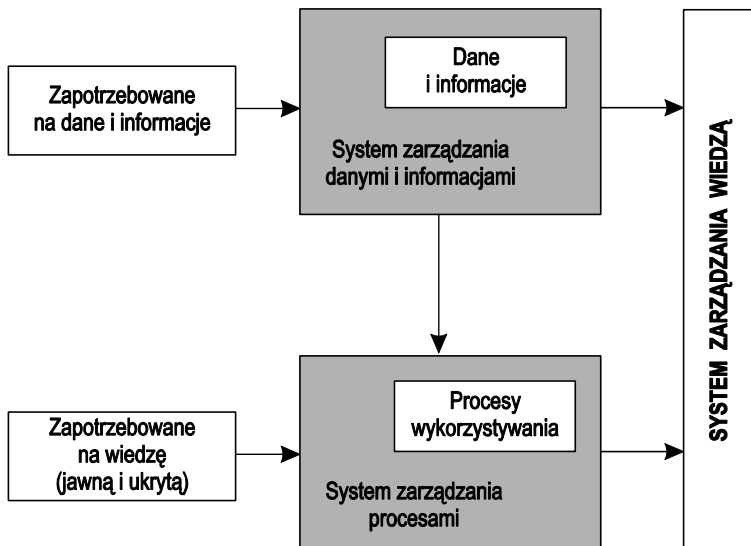 Zapotrzebowane
na dane i informacje
Dane
i informacje
System zarządzania
danymi i informacjami
Zapotrzebowane
na wiedzę
(jawną i ukrytą)
Procesy
wykorzystywania
System zarządzania
procesami
SYSTEM ZARZĄDZANIA WIEDZĄ